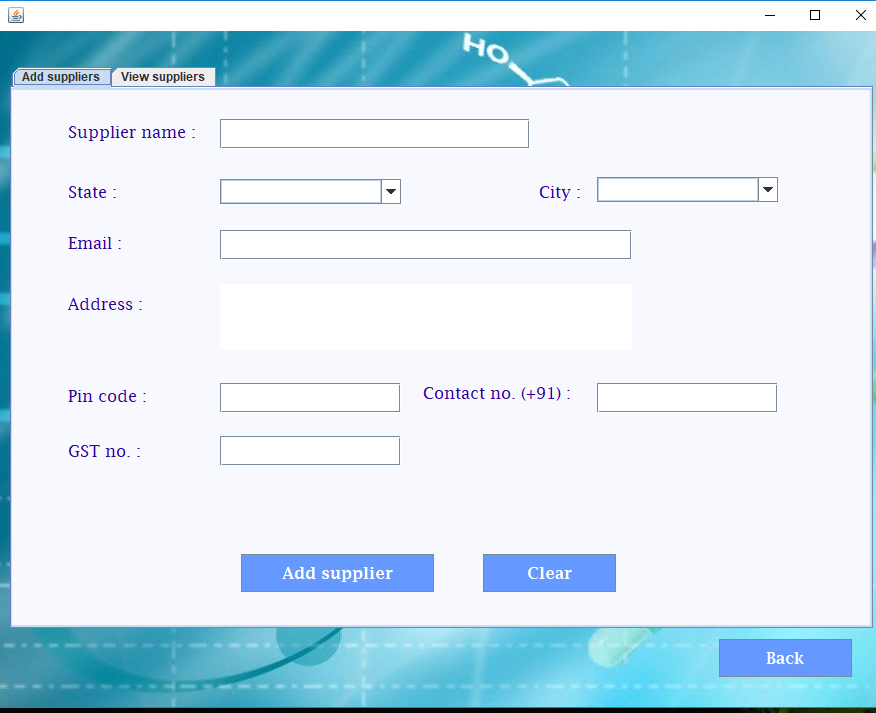 HO
Add suppliers View suppliers
Supplier name :
State :
City :
Email :
Address :
Pin code :
Contact no. (+91) :
GST no. :
Add supplier
Clear
Back